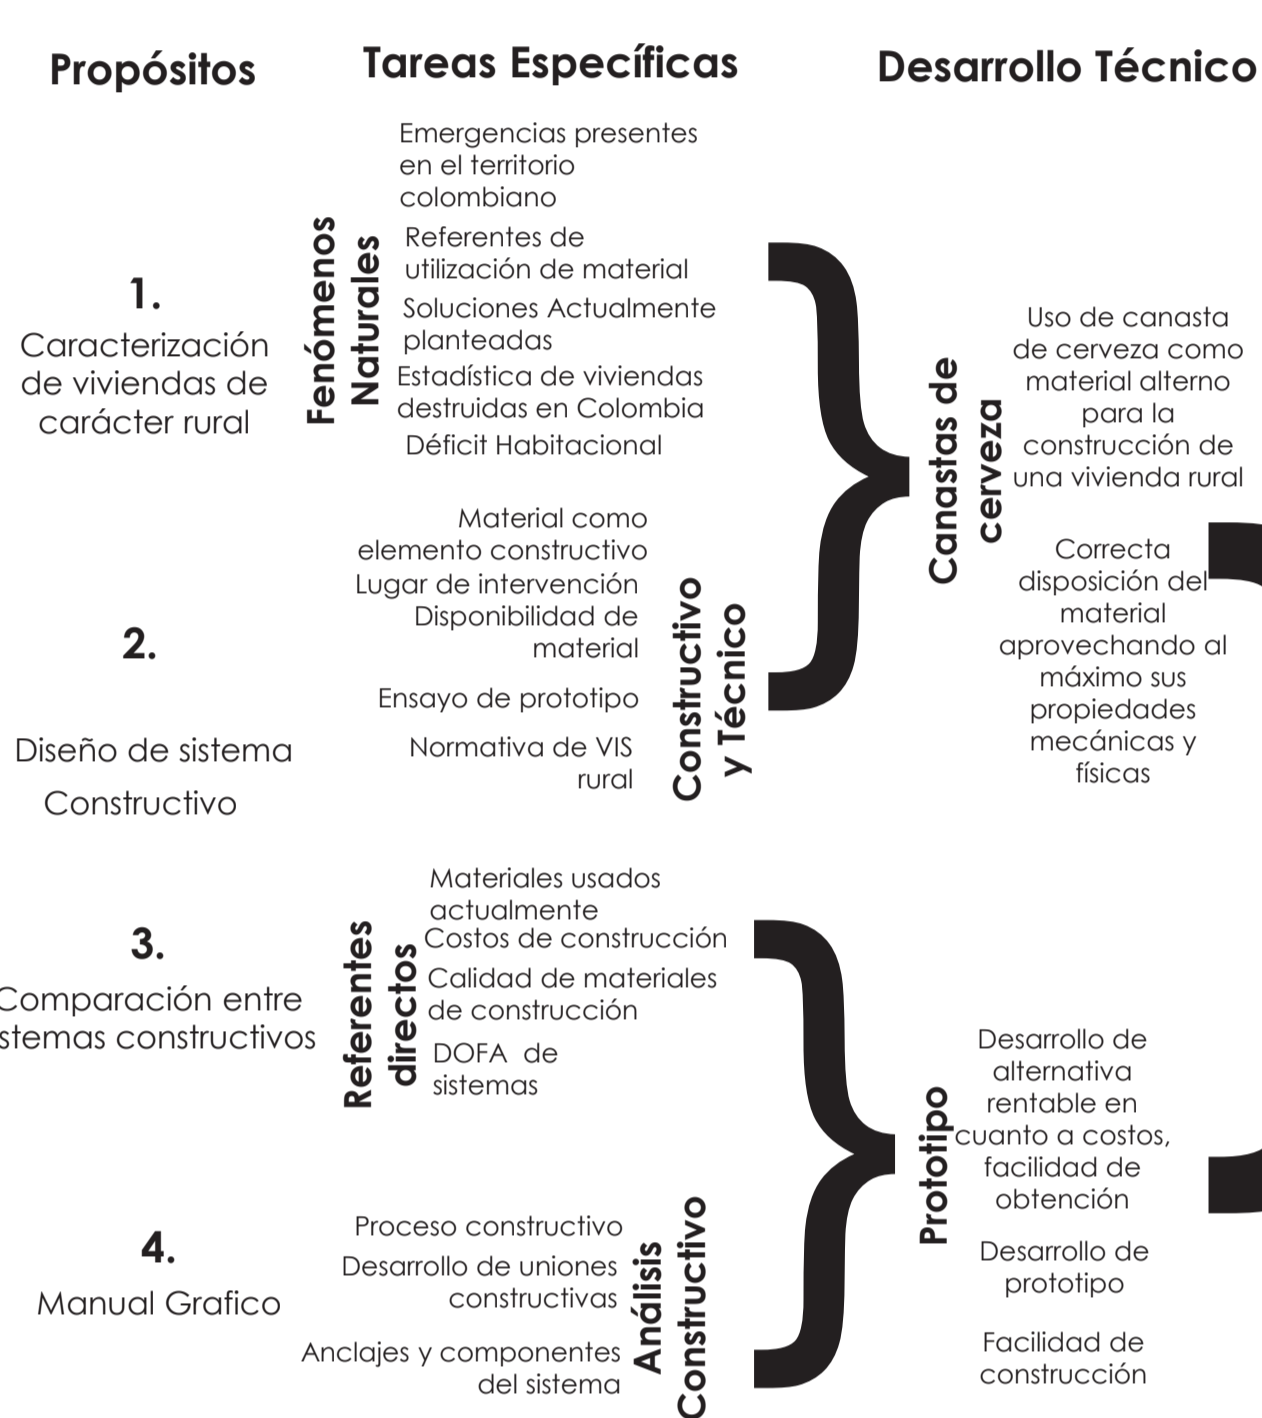 Propósitos
Tareas Específicas
Desarrollo Técnico
1.
Caracterización
de viviendas de
carácter rural
Fenómenos
Naturales
Emergencias presentes
en el territorio
colombiano
Referentes de
utilización de material
Soluciones Actualmente
planteadas
Estadística de viviendas
destruidas en Colombia
Déficit Habitacional
2.
Diseño de sistema
Constructivo
Material como
elemento constructivo
Lugar de intervención
Disponibilidad de
material
Ensayo de prototipo
Normativa de VIS
rural
Constructivo
y Técnico
Canastas de
cerveza
Uso de canasta
de cerveza como
material alterno
para la
construcción de
una vivienda rural
Correcta
disposición del
material
aprovechando al
máximo sus
propiedades
mecánicas y
físicas
3.
Comparación entre
stemas constructivos
Referentes
directos
Materiales usados
actualmente
Costos de construcción
Calidad de materiales
de construcción
DOFA de
sistemas
4.
Manual Grafico
Proceso constructivo
Desarrollo de uniones
constructivas
Anclajes y componentes
del sistema
Análisis
Constructivo
Prototipo
Desarrollo de
alternativa
rentable en
cuanto a costos,
facilidad de
obtención
Desarrollo de
prototipo
Facilidad de
construcción